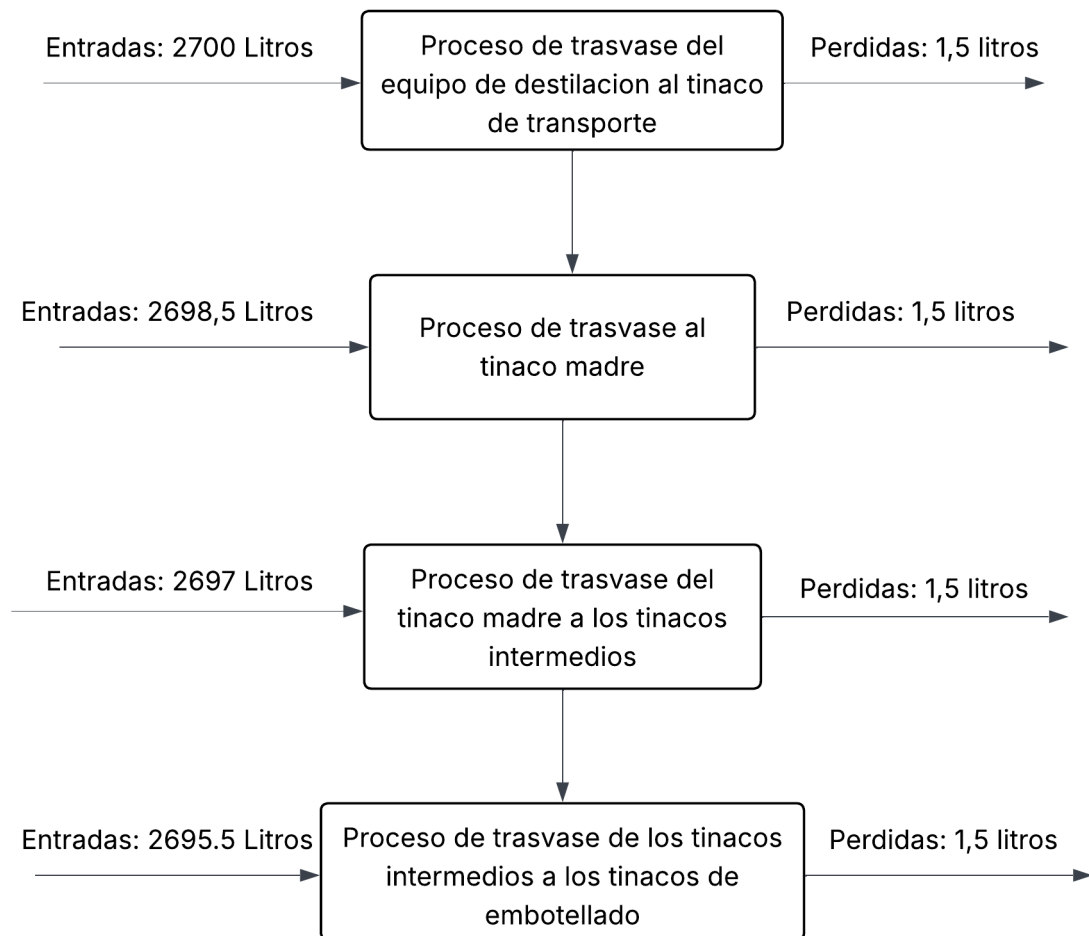 Entradas: 2700 Litros
Proceso de trasvase del
equipo de destilacion al tinaco
de transporte
Perdidas: 1,5 litros
Entradas: 2698,5 Litros
Proceso de trasvase al
tinaco madre
Perdidas: 1,5 litros
Entradas: 2697 Litros
Proceso de trasvase del
tinaco madre a los tinacos
intermedios
Perdidas: 1,5 litros
Entradas: 2695.5 Litros
Proceso de trasvase de los tinacos
intermedios a los tinacos de
embotellado
Perdidas: 1,5 litros